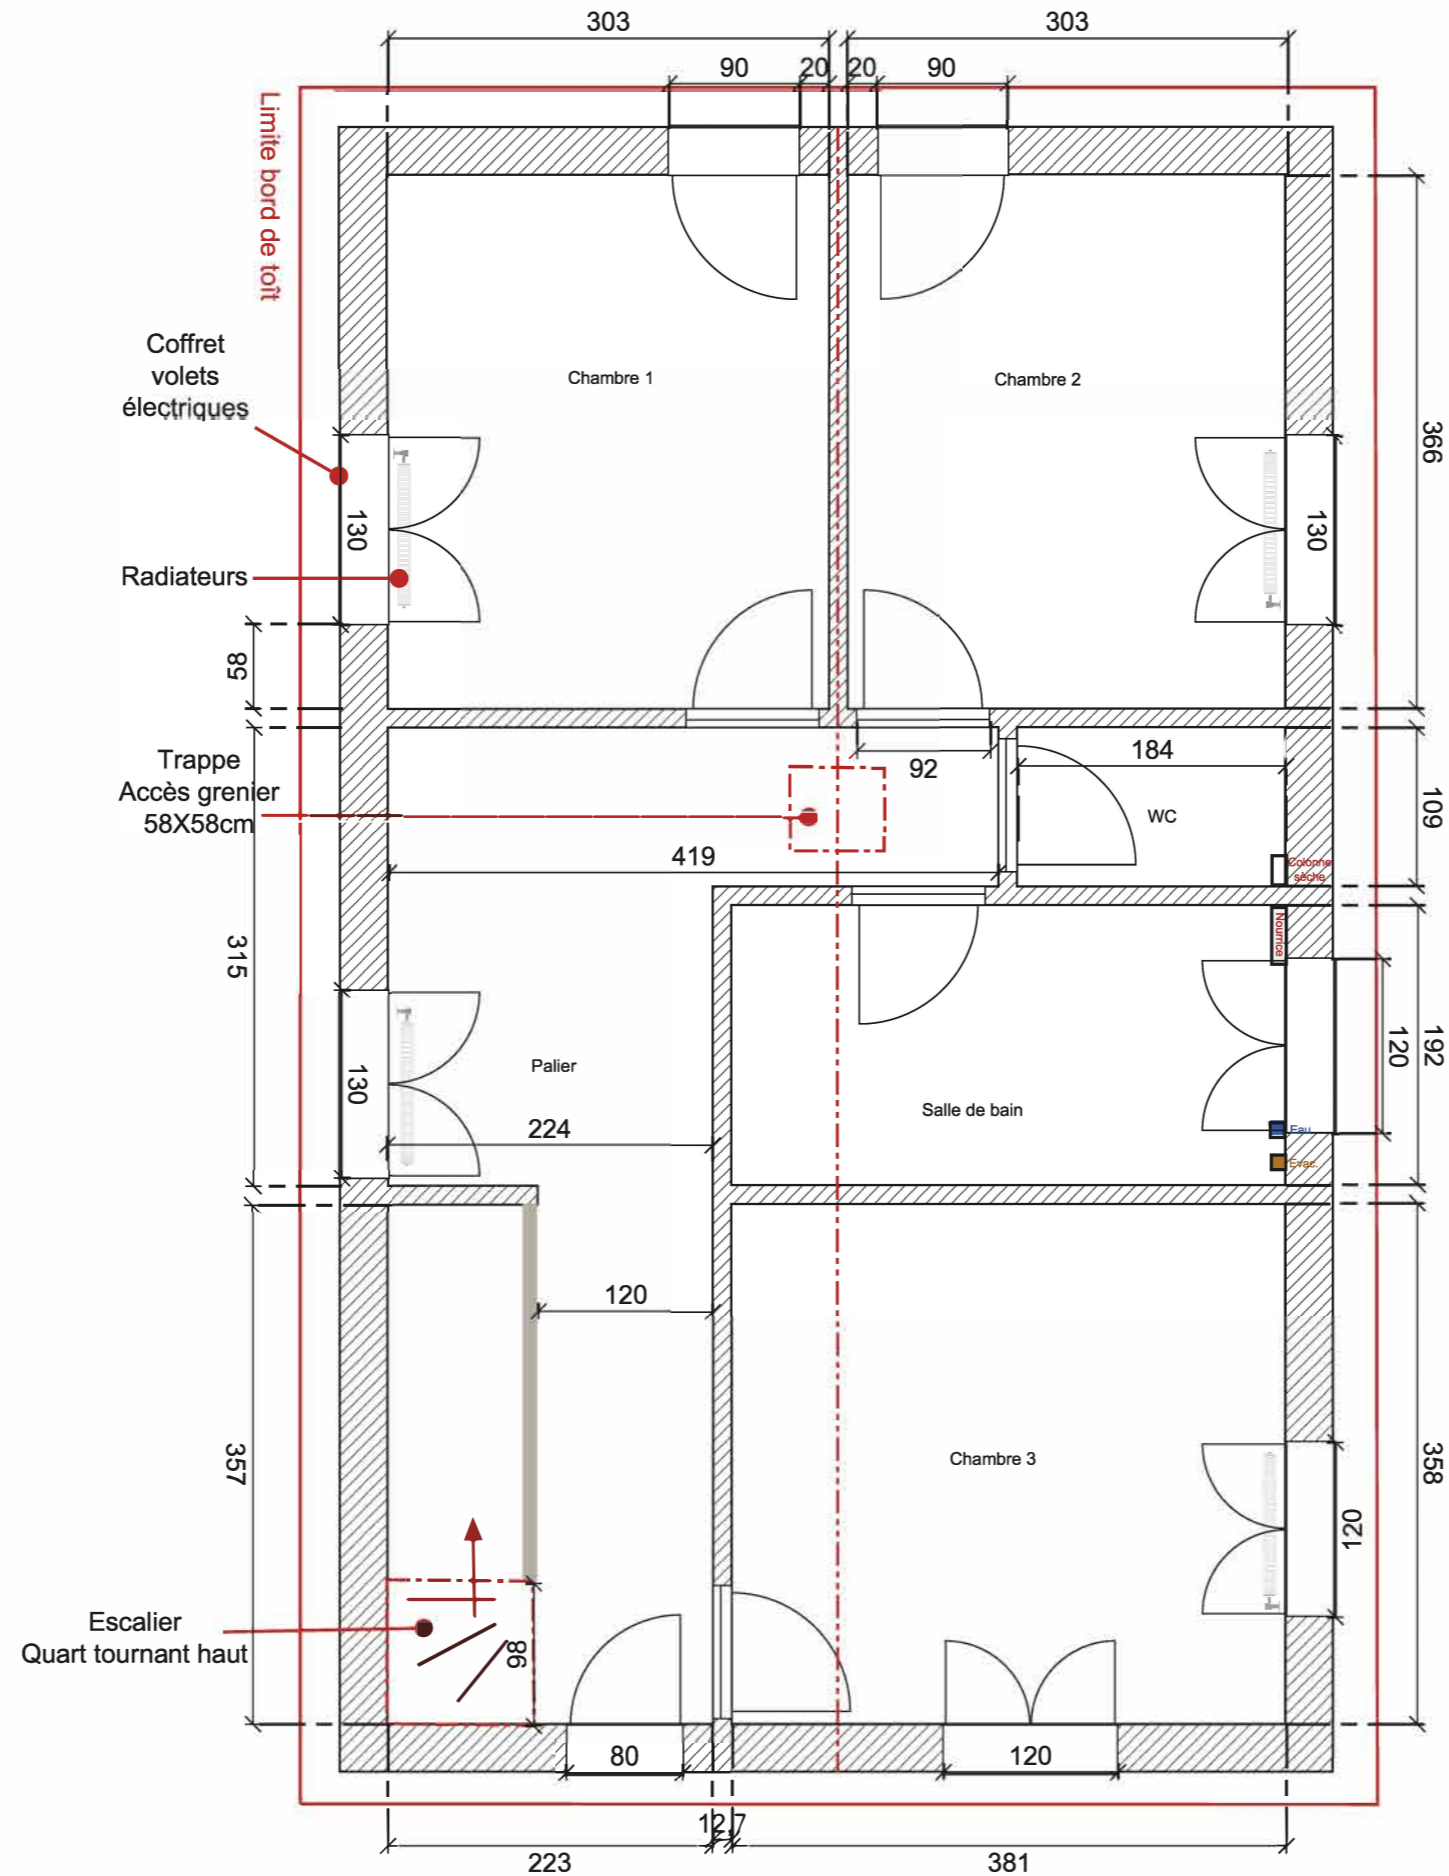 303
303
90
20
20
90
Limite bord de toît
Coffret
volets
électriques
Chambre 1
Chambre 2
366
130
130
Radiateurs
59
Trappe
Accès grenier
58X58cm
92
184
WC
109
419
Colonne
sèche
Nourrice
315
192
120
130
Palier
Salle de bain
Eau
Evac.
224
120
357
Chambre 3
358
120
Escalier
Quart tournant haut
98
80
120
12,7
223
381